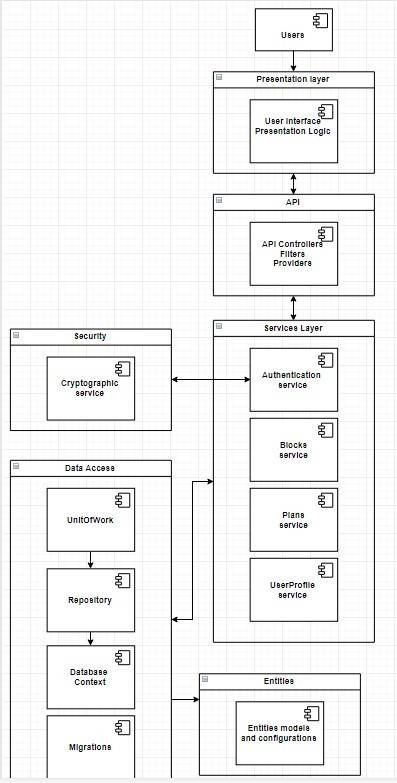 Users
Presentation layer
User Interface
Presentation Logic
API
API Controllers
Filters
Providers
Services Layer
Authentication
service
Blocks
service
Plans
service
UserProfile
service
Security
Cryptographic
service
Data Access
UnitOfWork
Repository
Database
Context
Migrations
Entities
Entities models
and configurations